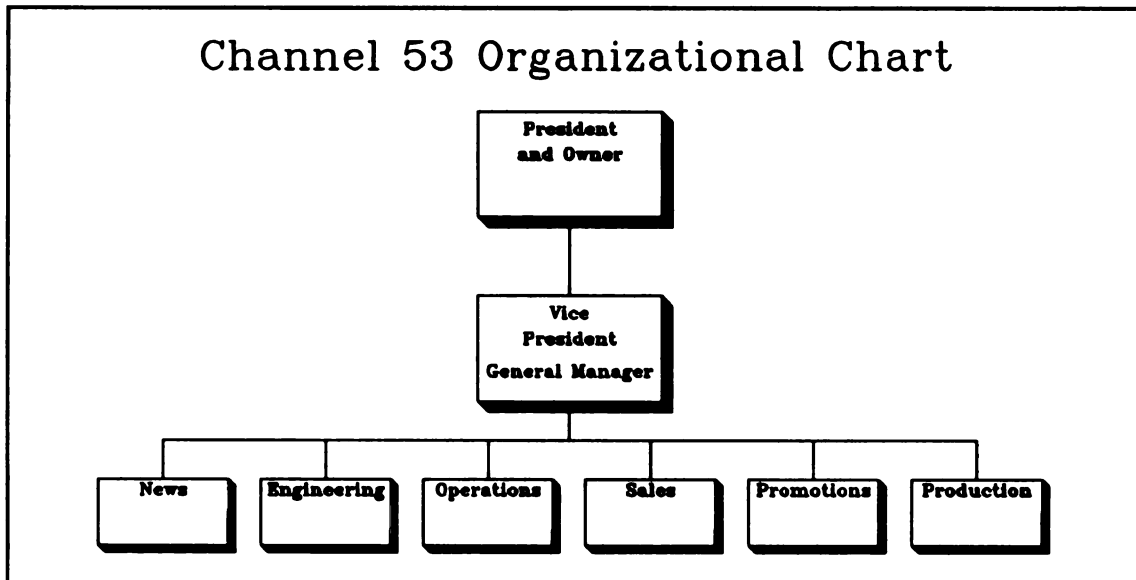 Channel 53 Organizational Chart
President
and Owner
Vice
President
General Manager
News
Engineering
Operations
Sales
Promotions
Production